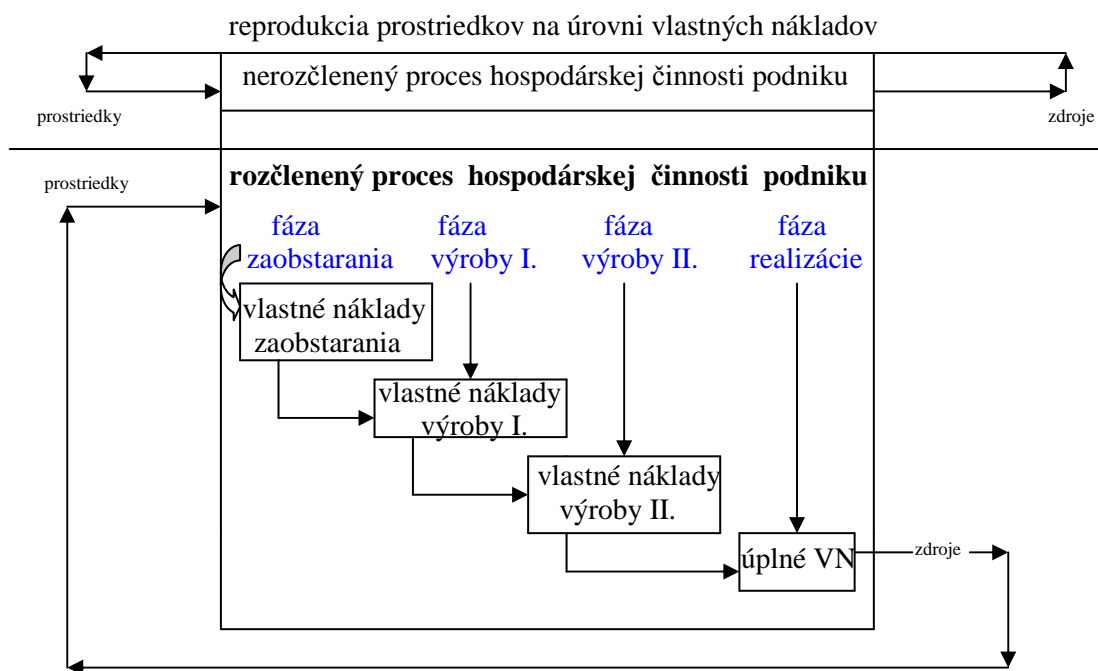 reprodukcia prostriedkov na úrovni vlastných nákladov
nerozčlenený proces hospodárskej činnosti podniku
prostriedky
zdroje
rozčlenený proces hospodárskej činnosti podniku
prostriedky
fáza
zaobstarania
fáza
výroby I.
fáza
výroby II.
fáza
realizácie
vlastné náklady
zaobstarania
vlastné náklady
výroby I.
vlastné náklady
výroby II.
úplné VN
zdroje